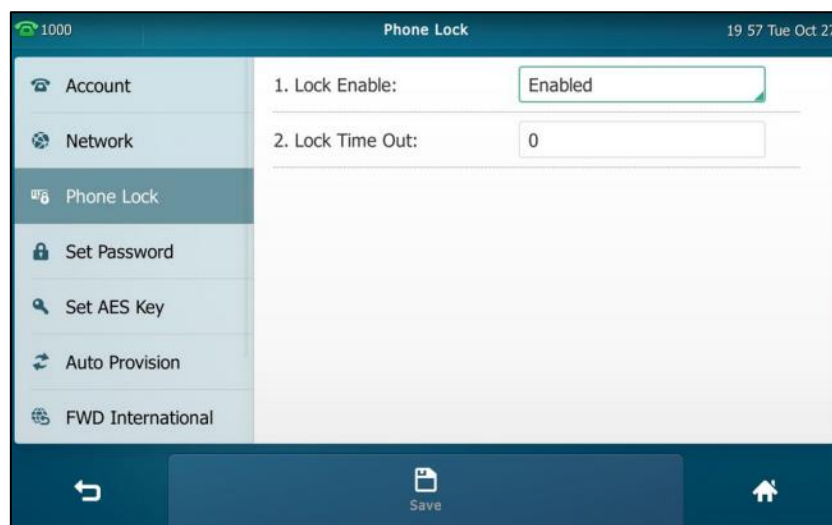 1000
Phone Lock
19 57 Tue Oct 27
Account
Network
Phone Lock
Set Password
Set AES Key
Auto Provision
FWD International
1. Lock Enable:
Enabled
2. Lock Time Out:
0
Save